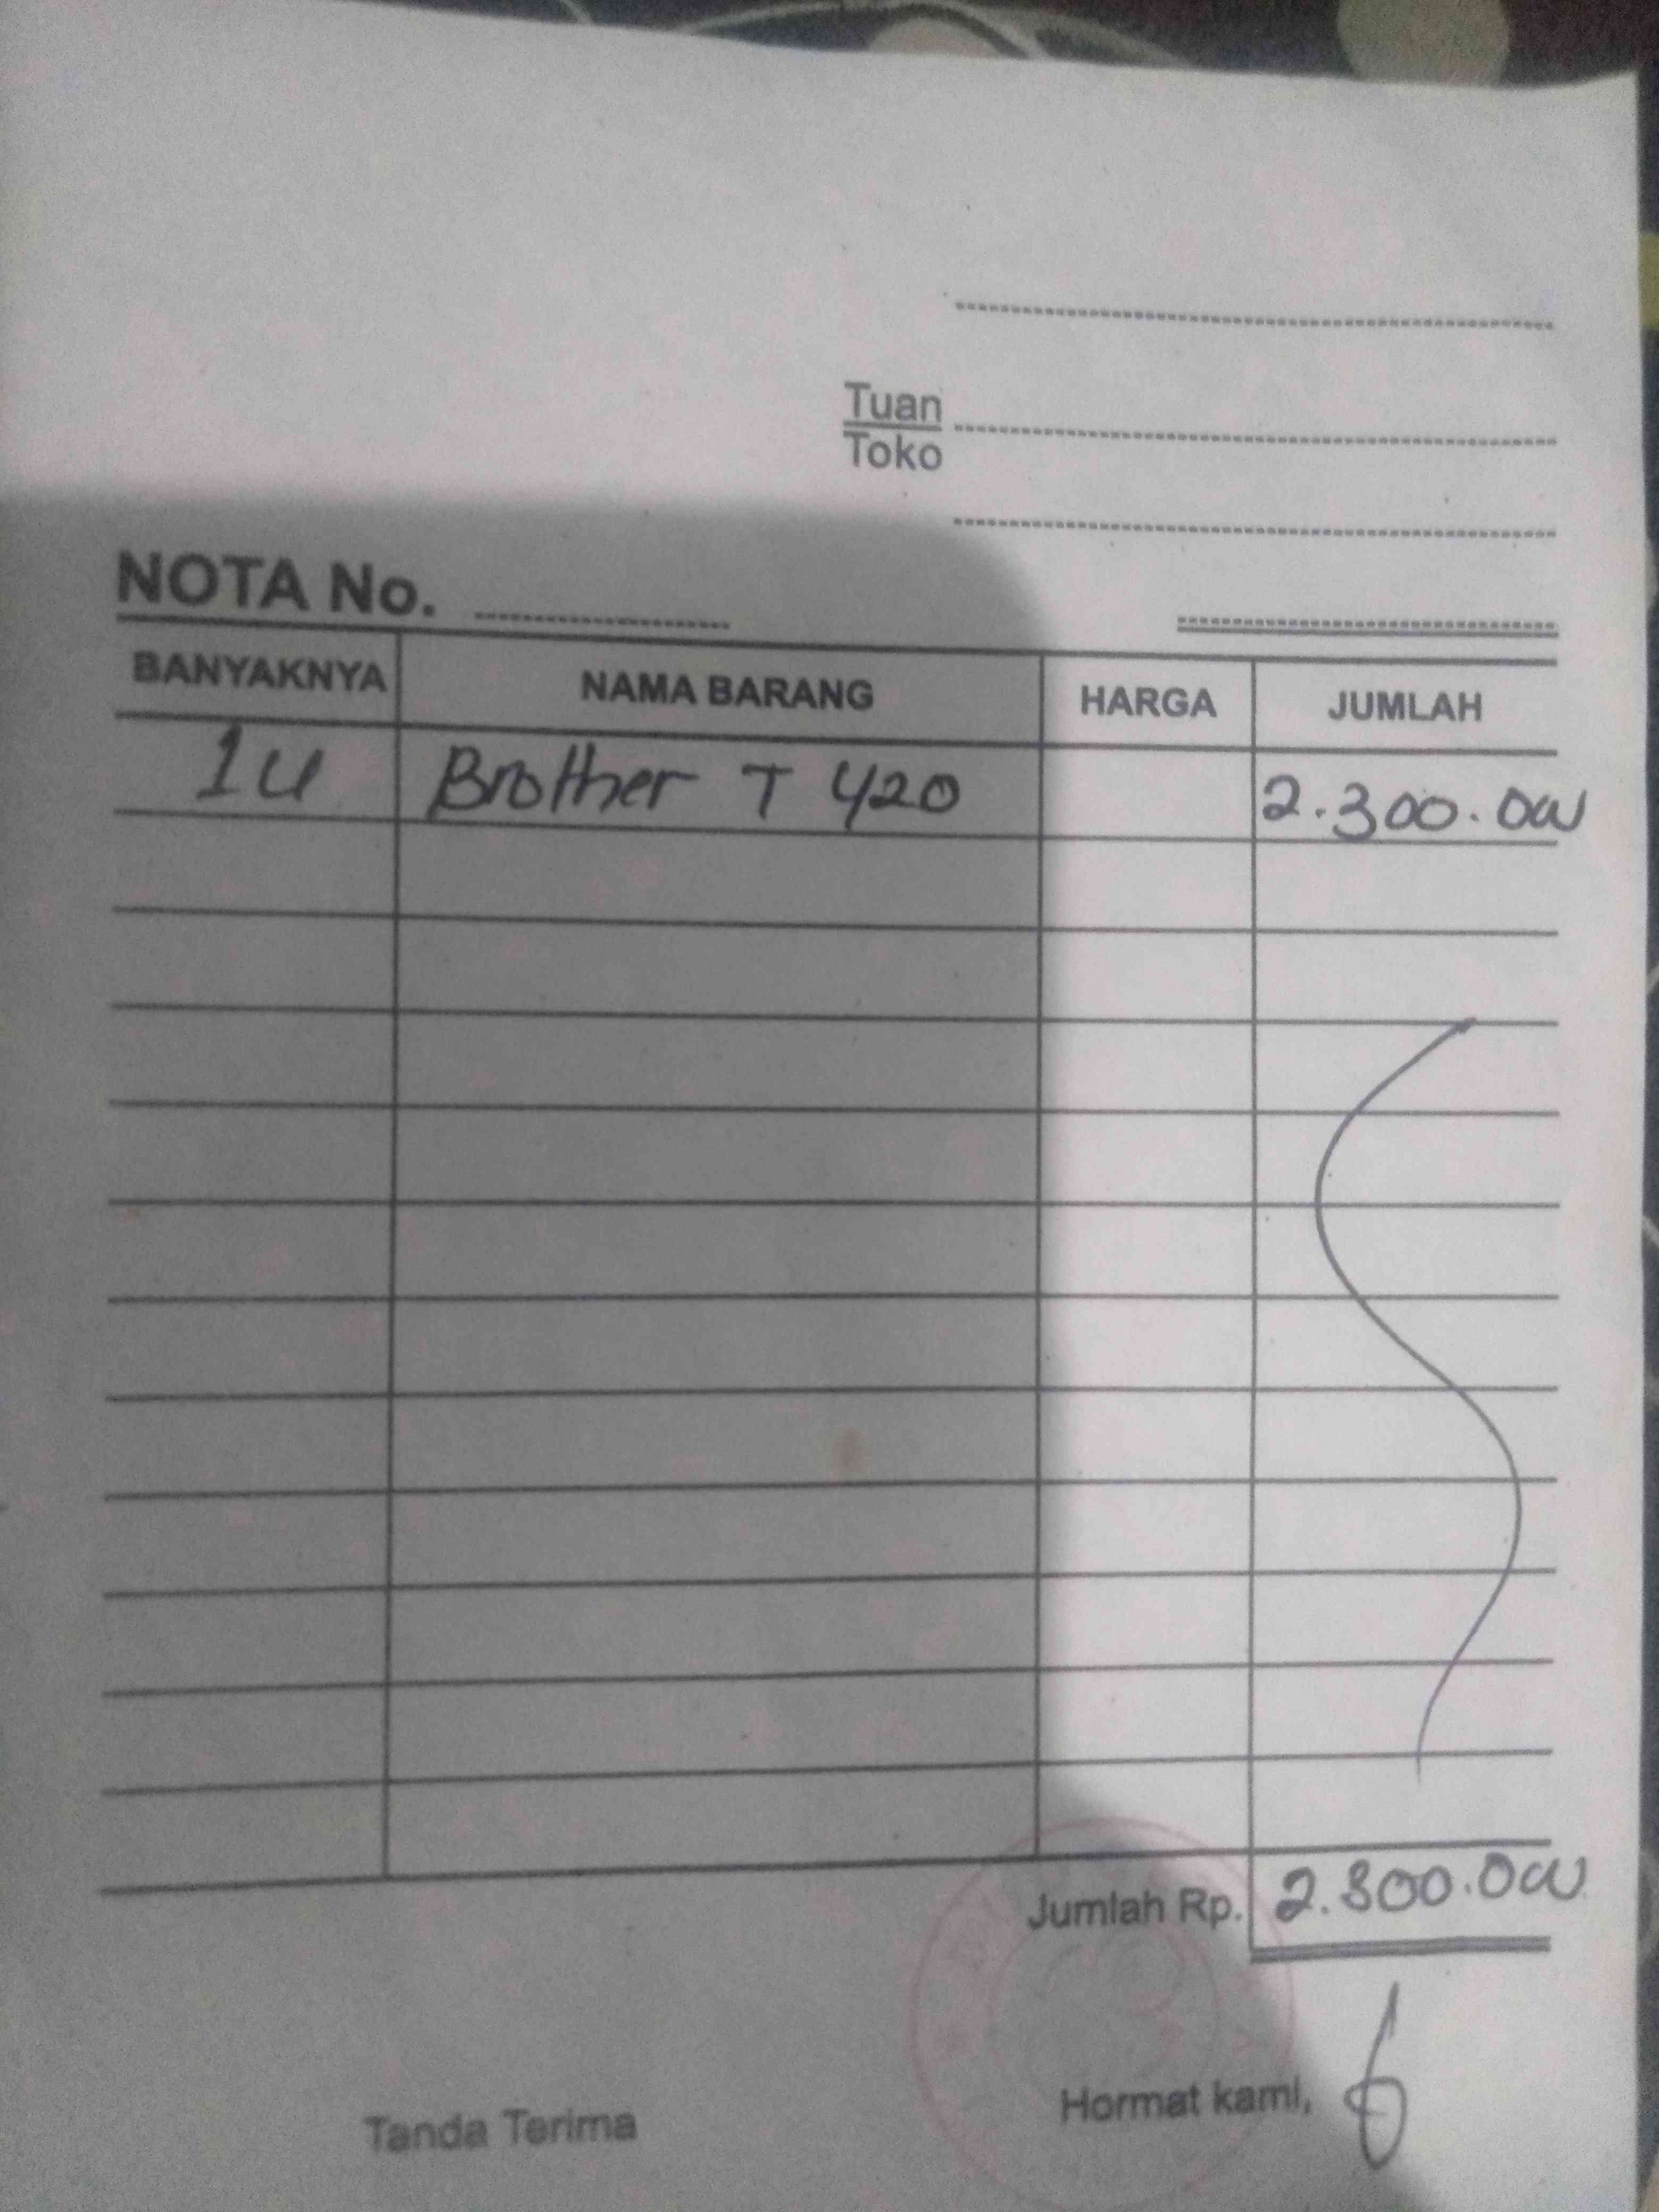 Tuan
Toko
NOTA No.
BANYAKNYA NAMA BARANG HARGA JUMLAH
1 U Brother T 420 2.300.000
Jumlah Rp. 2.300.000
Tanda Terima Hormat kami,